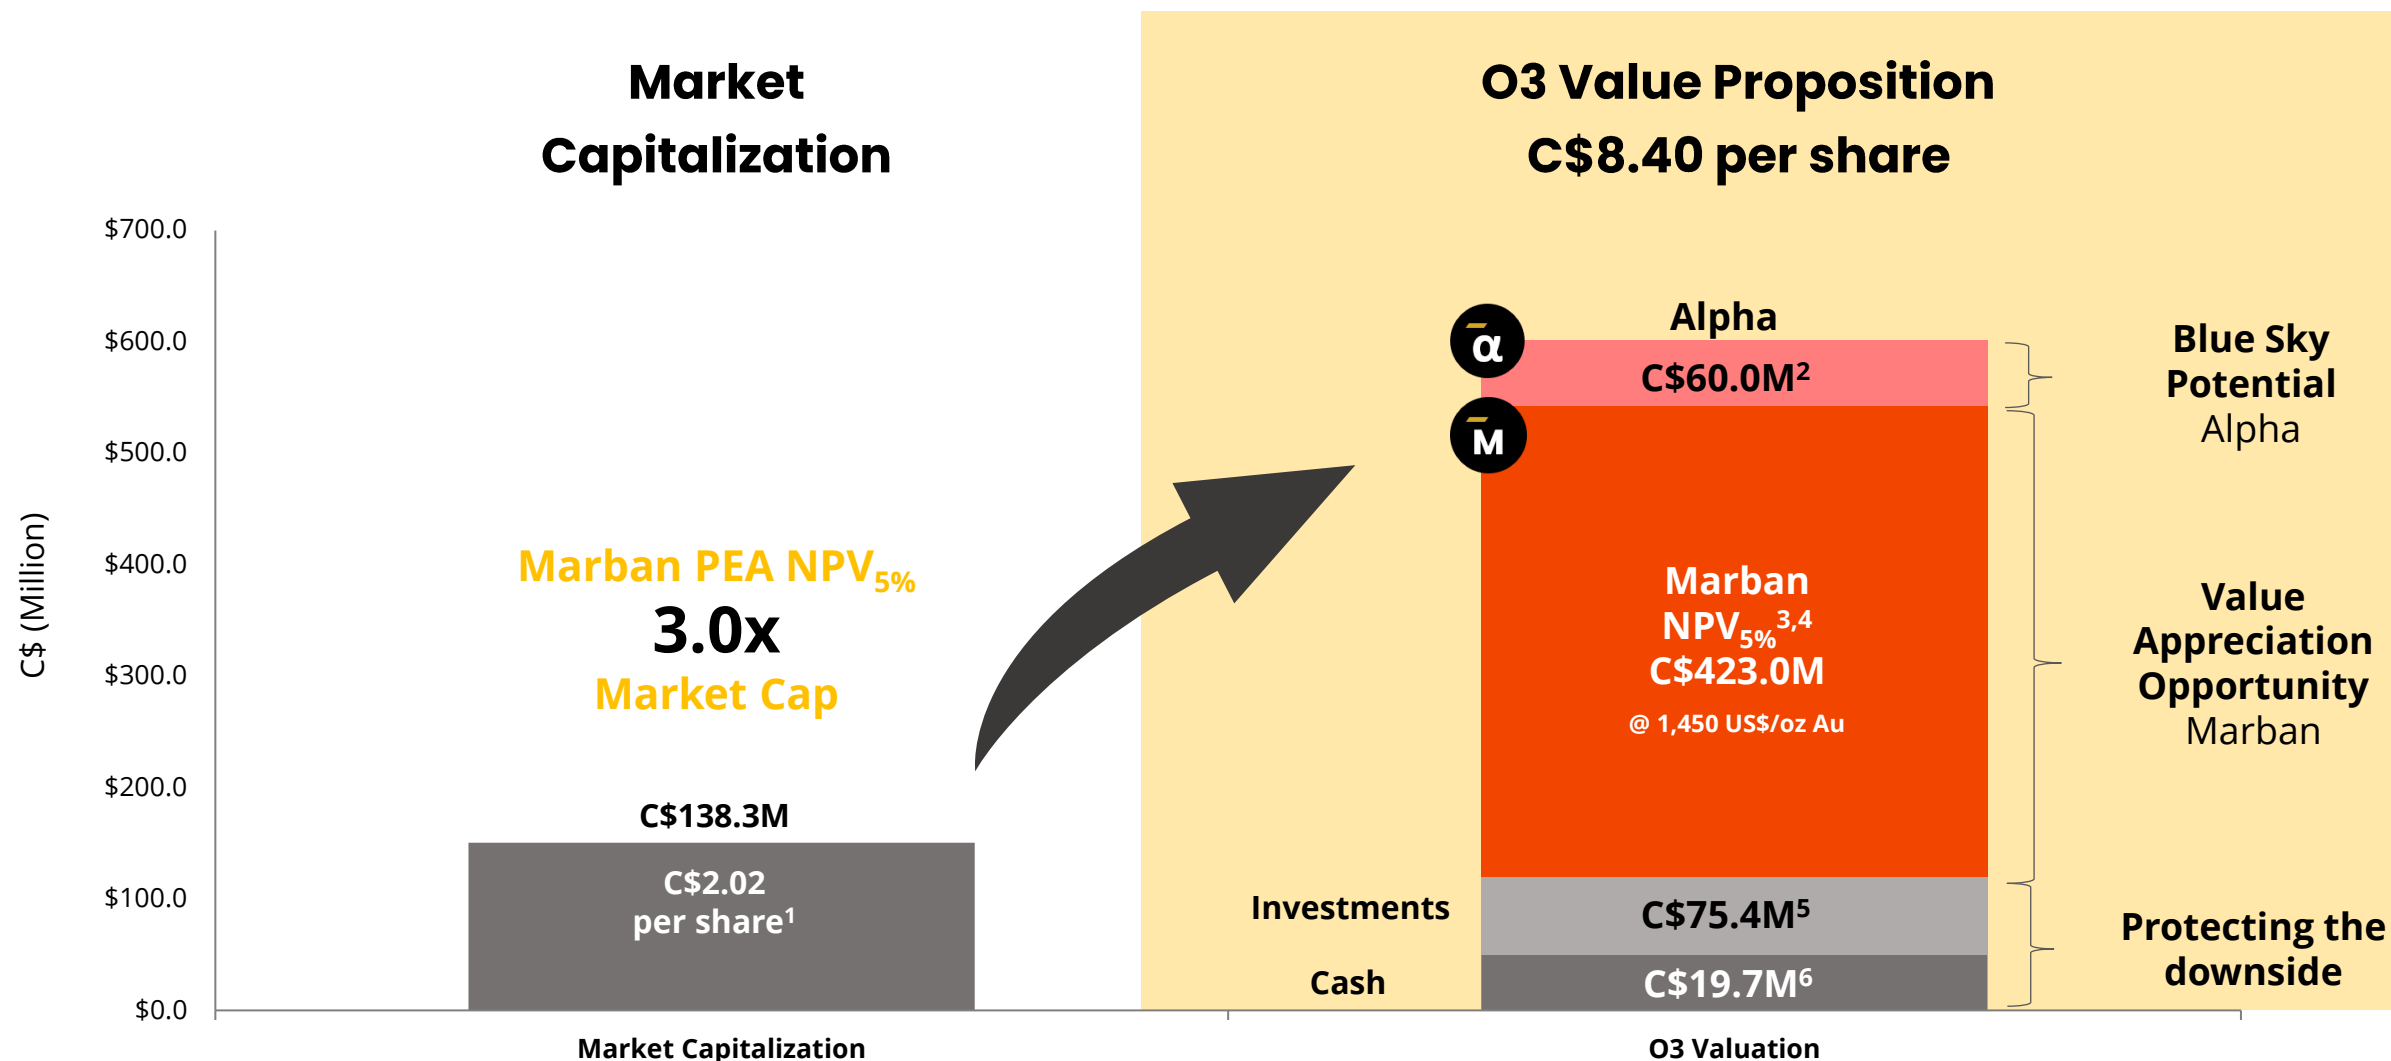 Market
Capitalization
O3 Value Proposition
C$8.40 per share
C$ (Million)
$700.0
$600.0
$500.0
$400.0
$300.0
$200.0
$100.0
$0.0
Marban PEA NPV5%
3.0x
Market Cap
C$138.3M
C$2.02
per share1
Market Capitalization
Alpha
α
C$60.0M2
M
Marban
NPV5%3,4
C$423.0M
@ 1,450 US$/oz Au
Investments
C$75.4M5
Cash
C$19.7M6
O3 Valuation
Blue Sky
Potential
Alpha
Value
Appreciation
Opportunity
Marban
Protecting the
downside